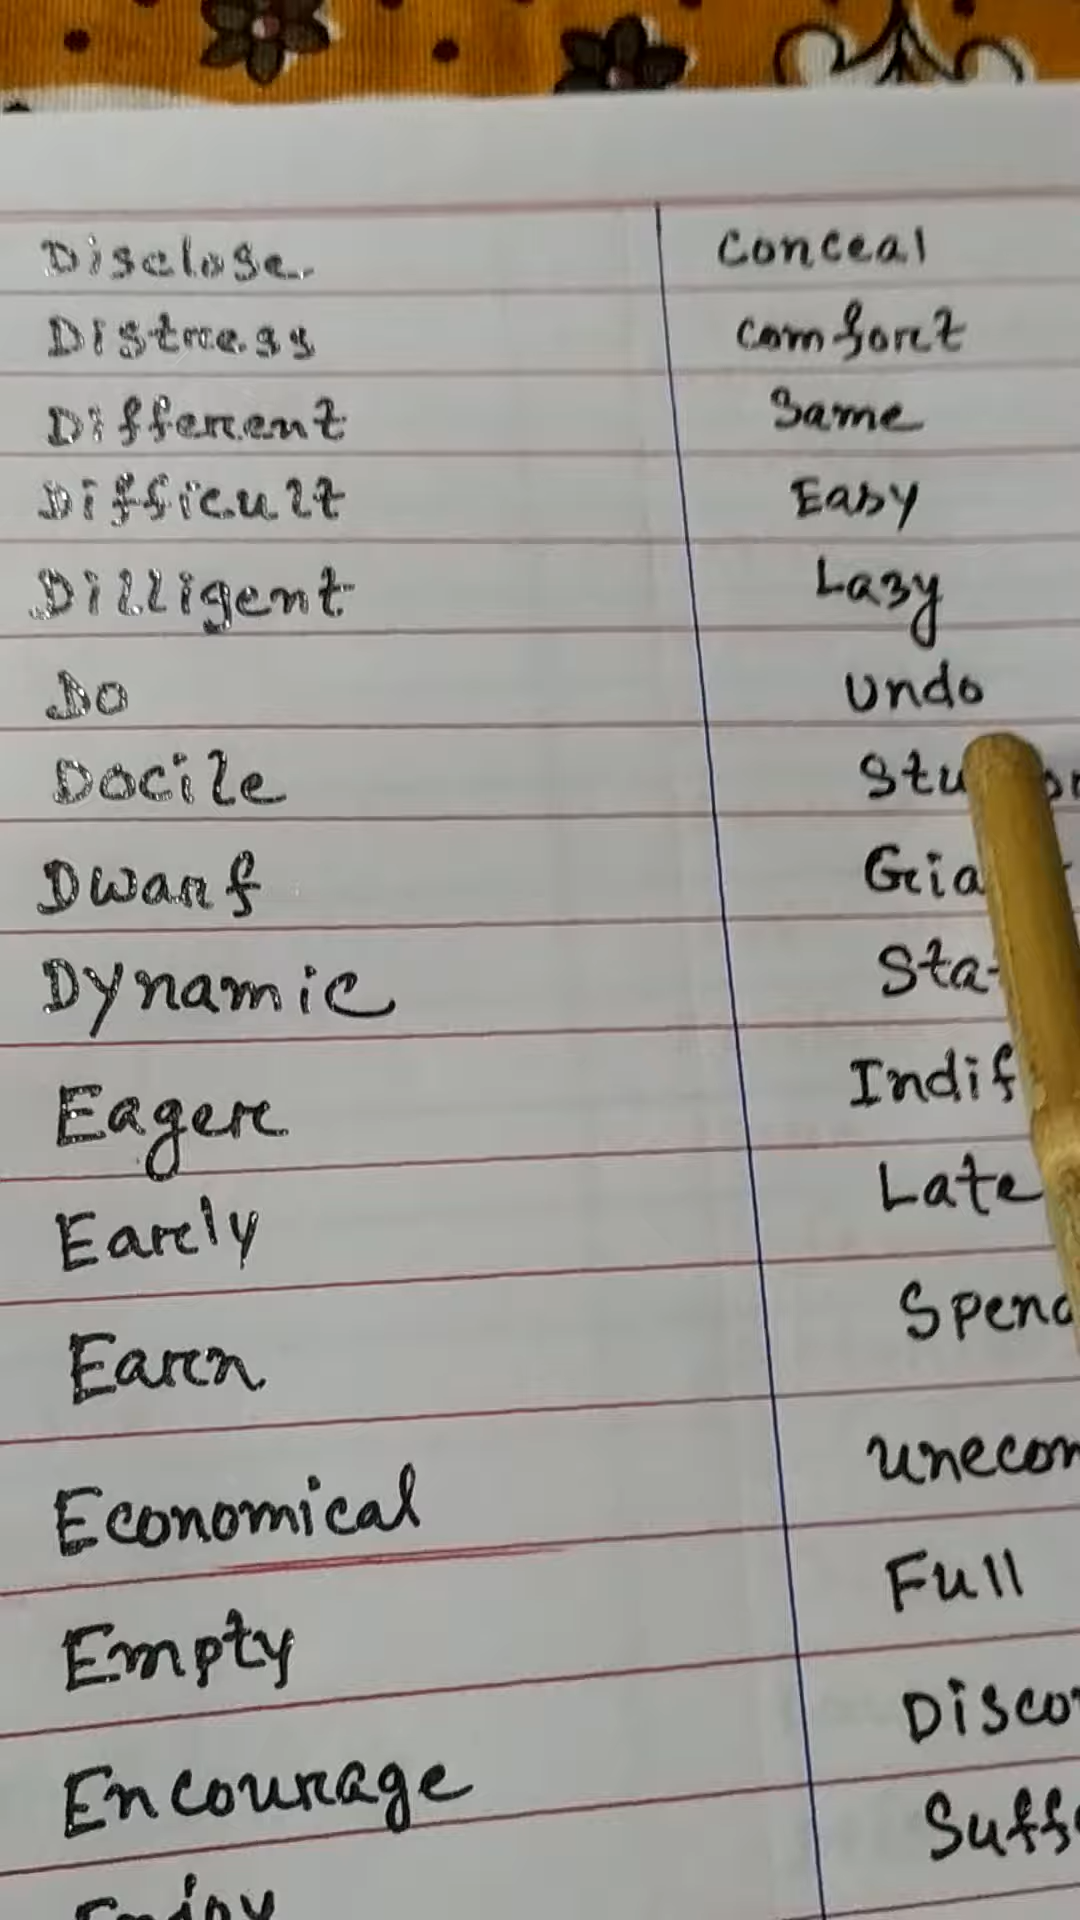 Disclose Conceal
Distress Comfort
Different Same
Difficult Easy
Dilligent Lazy
Do Undo
Docile
Dwarf
Dynamic
Eager
Early Late
Earn
Economical
Empty Full
Encourage
Enjoy